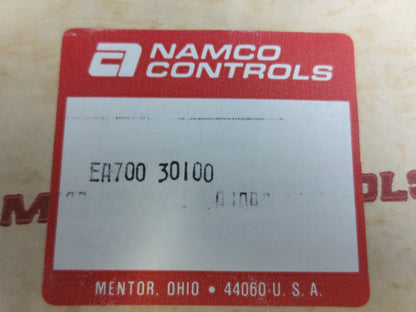 NAMCO
CONTROLS
EA700 30100
MENTOR, OHIO • 44060 U. S. A.